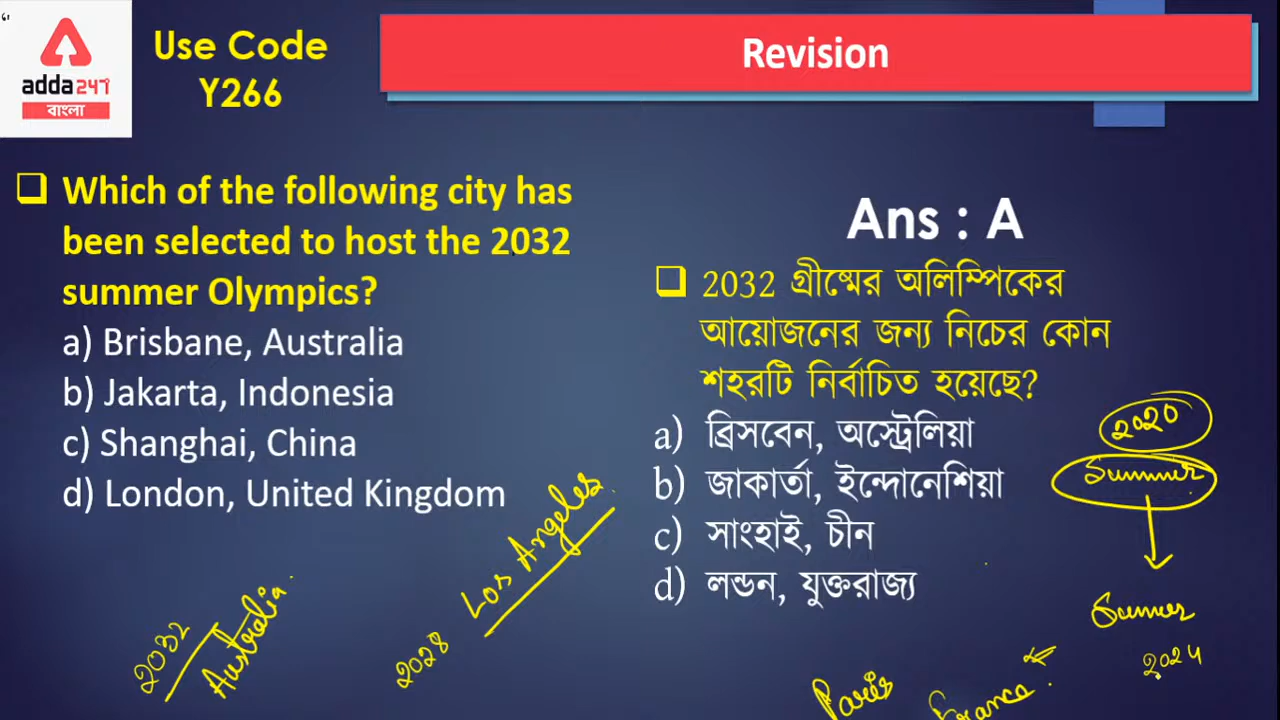 adda247
বাংলা
Use Code
Y266
Revision
Which of the following city has
been selected to host the 2032
summer Olympics?
a) Brisbane, Australia
b) Jakarta, Indonesia
c) Shanghai, China
d) London, United Kingdom
Ans : A
2032 গ্রীষ্মের অলিম্পিকের
আয়োজনের জন্য নিচের কোন
শহরটি নির্বাচিত হয়েছে?
a) ব্রিসবেন, অস্ট্রেলিয়া
b) জাকার্তা, ইন্দোনেশিয়া
c) সাংহাই, চীন
d) লন্ডন, যুক্তরাজ্য
2020
Summer
Summer
2024
Paris
France
2028
Los Angeles
2032
Australia